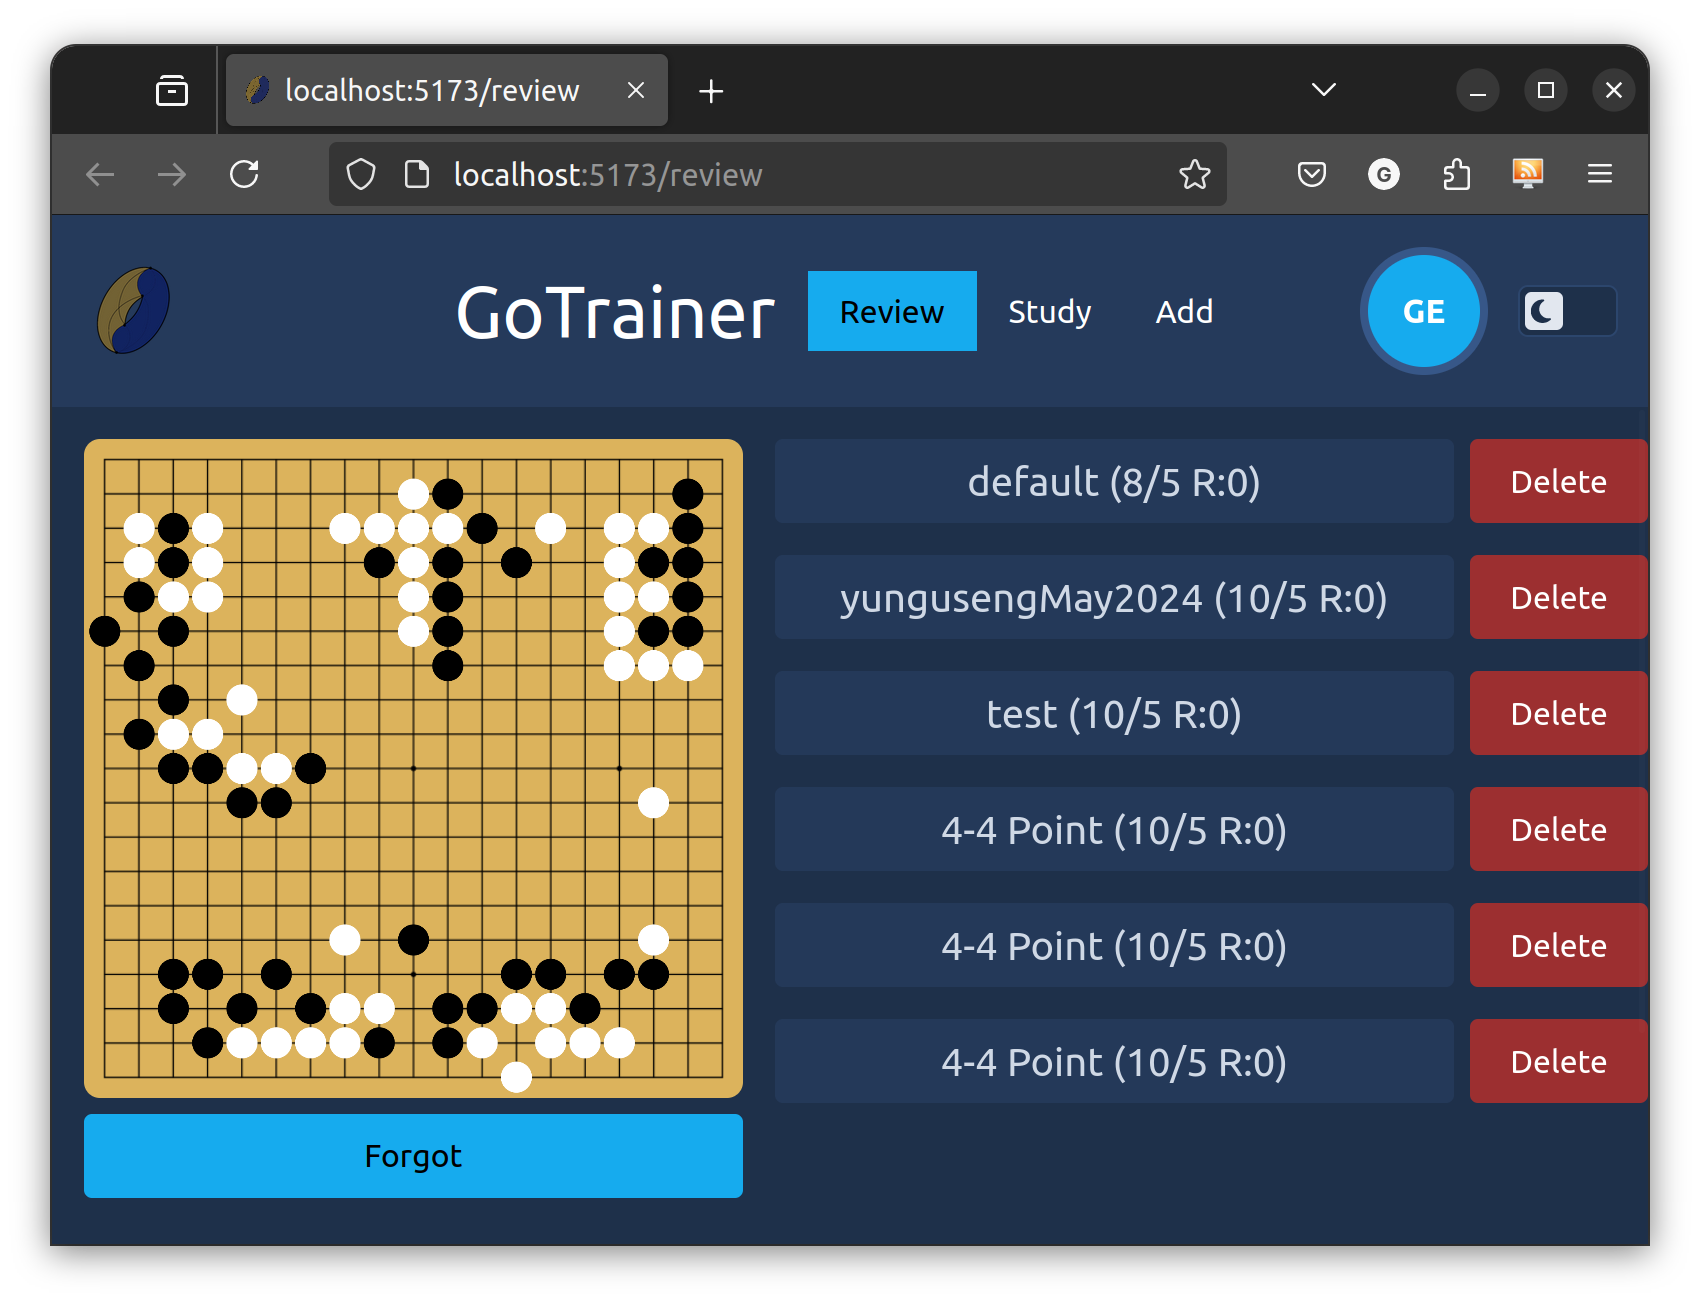 localhost:5173/review
localhost:5173/review
G
GoTrainer
Review
Study
Add
GE
default (8/5 R:0)
Delete
yungusengMay2024 (10/5 R:0)
Delete
test (10/5 R:0)
Delete
4-4 Point (10/5 R:0)
Delete
4-4 Point (10/5 R:0)
Delete
4-4 Point (10/5 R:0)
Delete
Forgot